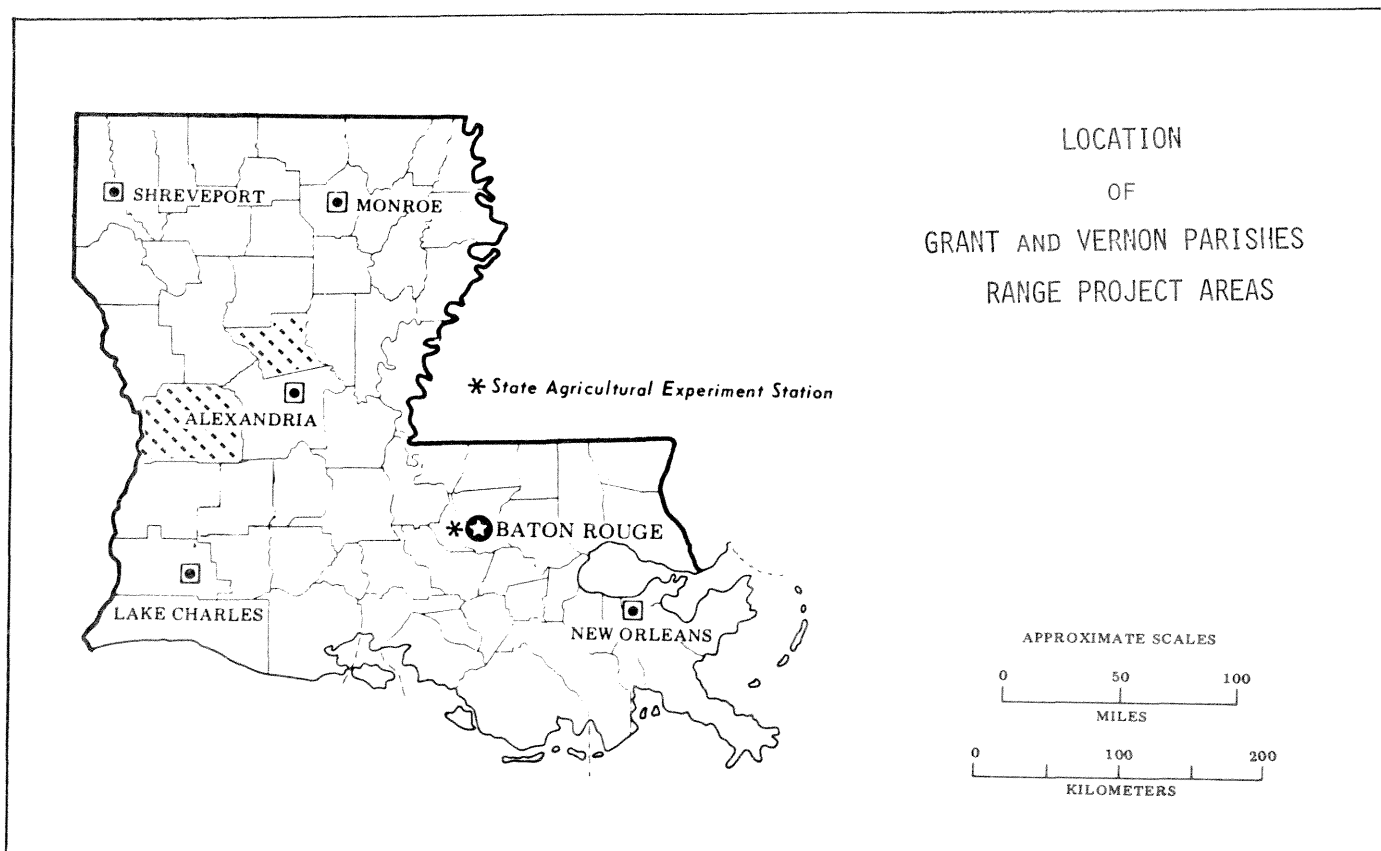 LOCATION
OF
GRANT AND VERNON PARISHES
RANGE PROJECT AREAS
SHREVEPORT
MONROE
* State Agricultural Experiment Station
ALEXANDRIA
* BATON ROUGE
LAKE CHARLES
NEW ORLEANS
APPROXIMATE SCALES
0 50 100
MILES
0 100 200
KILOMETERS